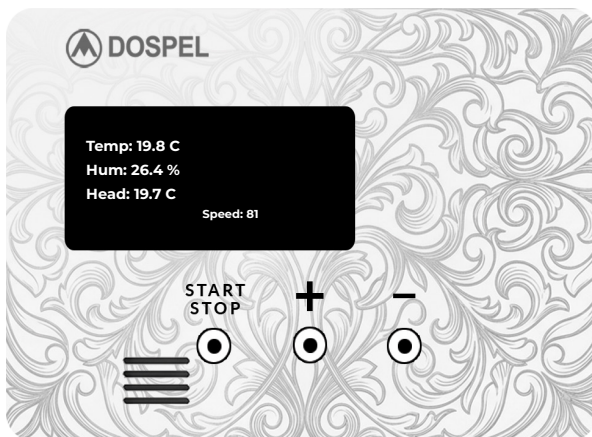 DOSPEL
Temp: 19.8 C
Hum: 26.4 %
Head: 19.7 C
Speed: 81
START
STOP
+
−